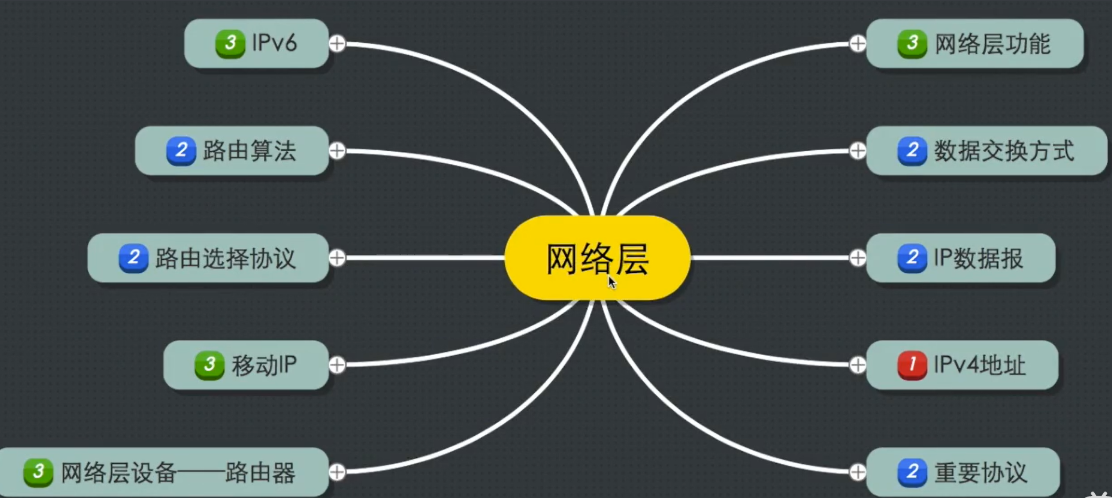 3 IPv6
3 网络层功能
2 路由算法
2 数据交换方式
2 路由选择协议
网络层
2 IP数据报
3 移动IP
1 IPv4地址
3 网络层设备——路由器
2 重要协议